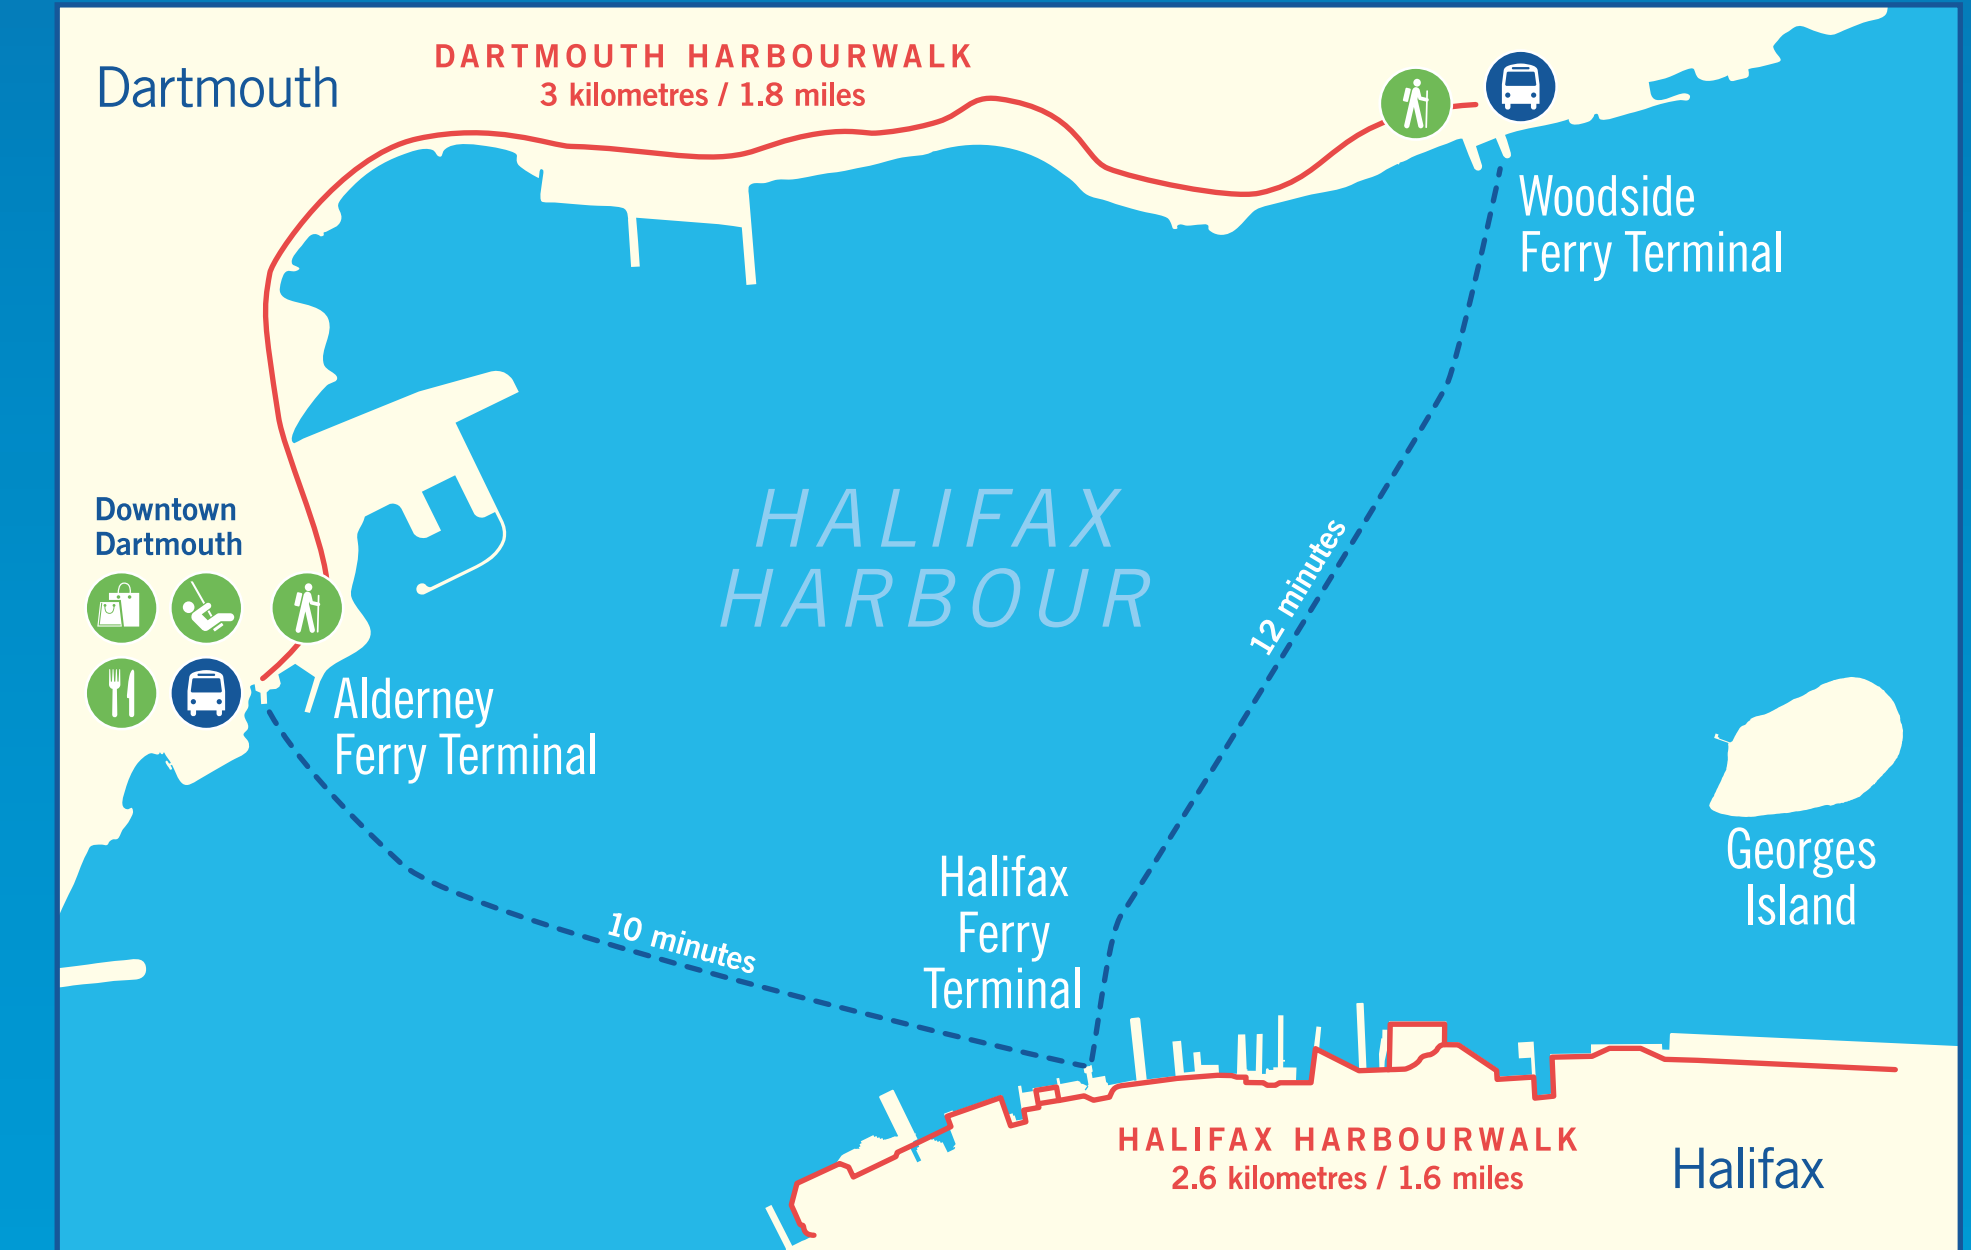 Dartmouth
DARTMOUTH HARBOURWALK
3 kilometres / 1.8 miles
Woodside
Ferry Terminal
HALIFAX
HARBOUR
12 minutes
Downtown
Dartmouth
Alderney
Ferry Terminal
10 minutes
Halifax
Ferry
Terminal
Georges
Island
HALIFAX HARBOURWALK
2.6 kilometres / 1.6 miles
Halifax